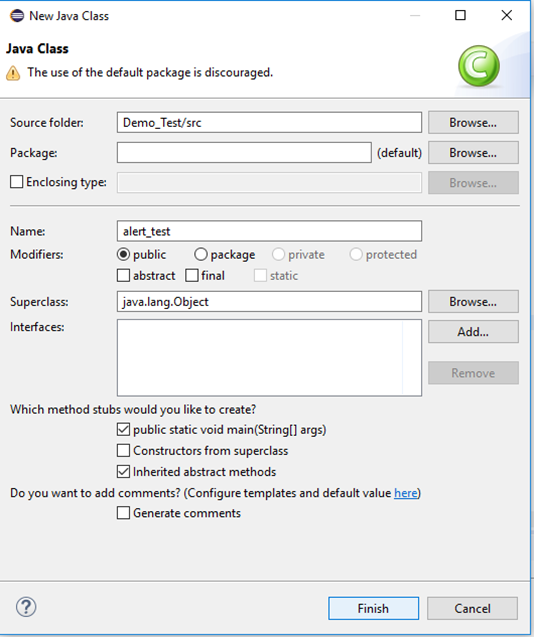 New Java Class
Java Class
The use of the default package is discouraged.
C
Source folder: Demo_Test/src Browse...
Package: (default) Browse...
Enclosing type: Browse...
Name: alert_test
Modifiers: public package private protected
abstract final static
Superclass: java.lang.Object Browse...
Interfaces: Add...
Remove
Which method stubs would you like to create?
public static void main(String[] args)
Constructors from superclass
Inherited abstract methods
Do you want to add comments? (Configure templates and default value here)
Generate comments
? Finish Cancel